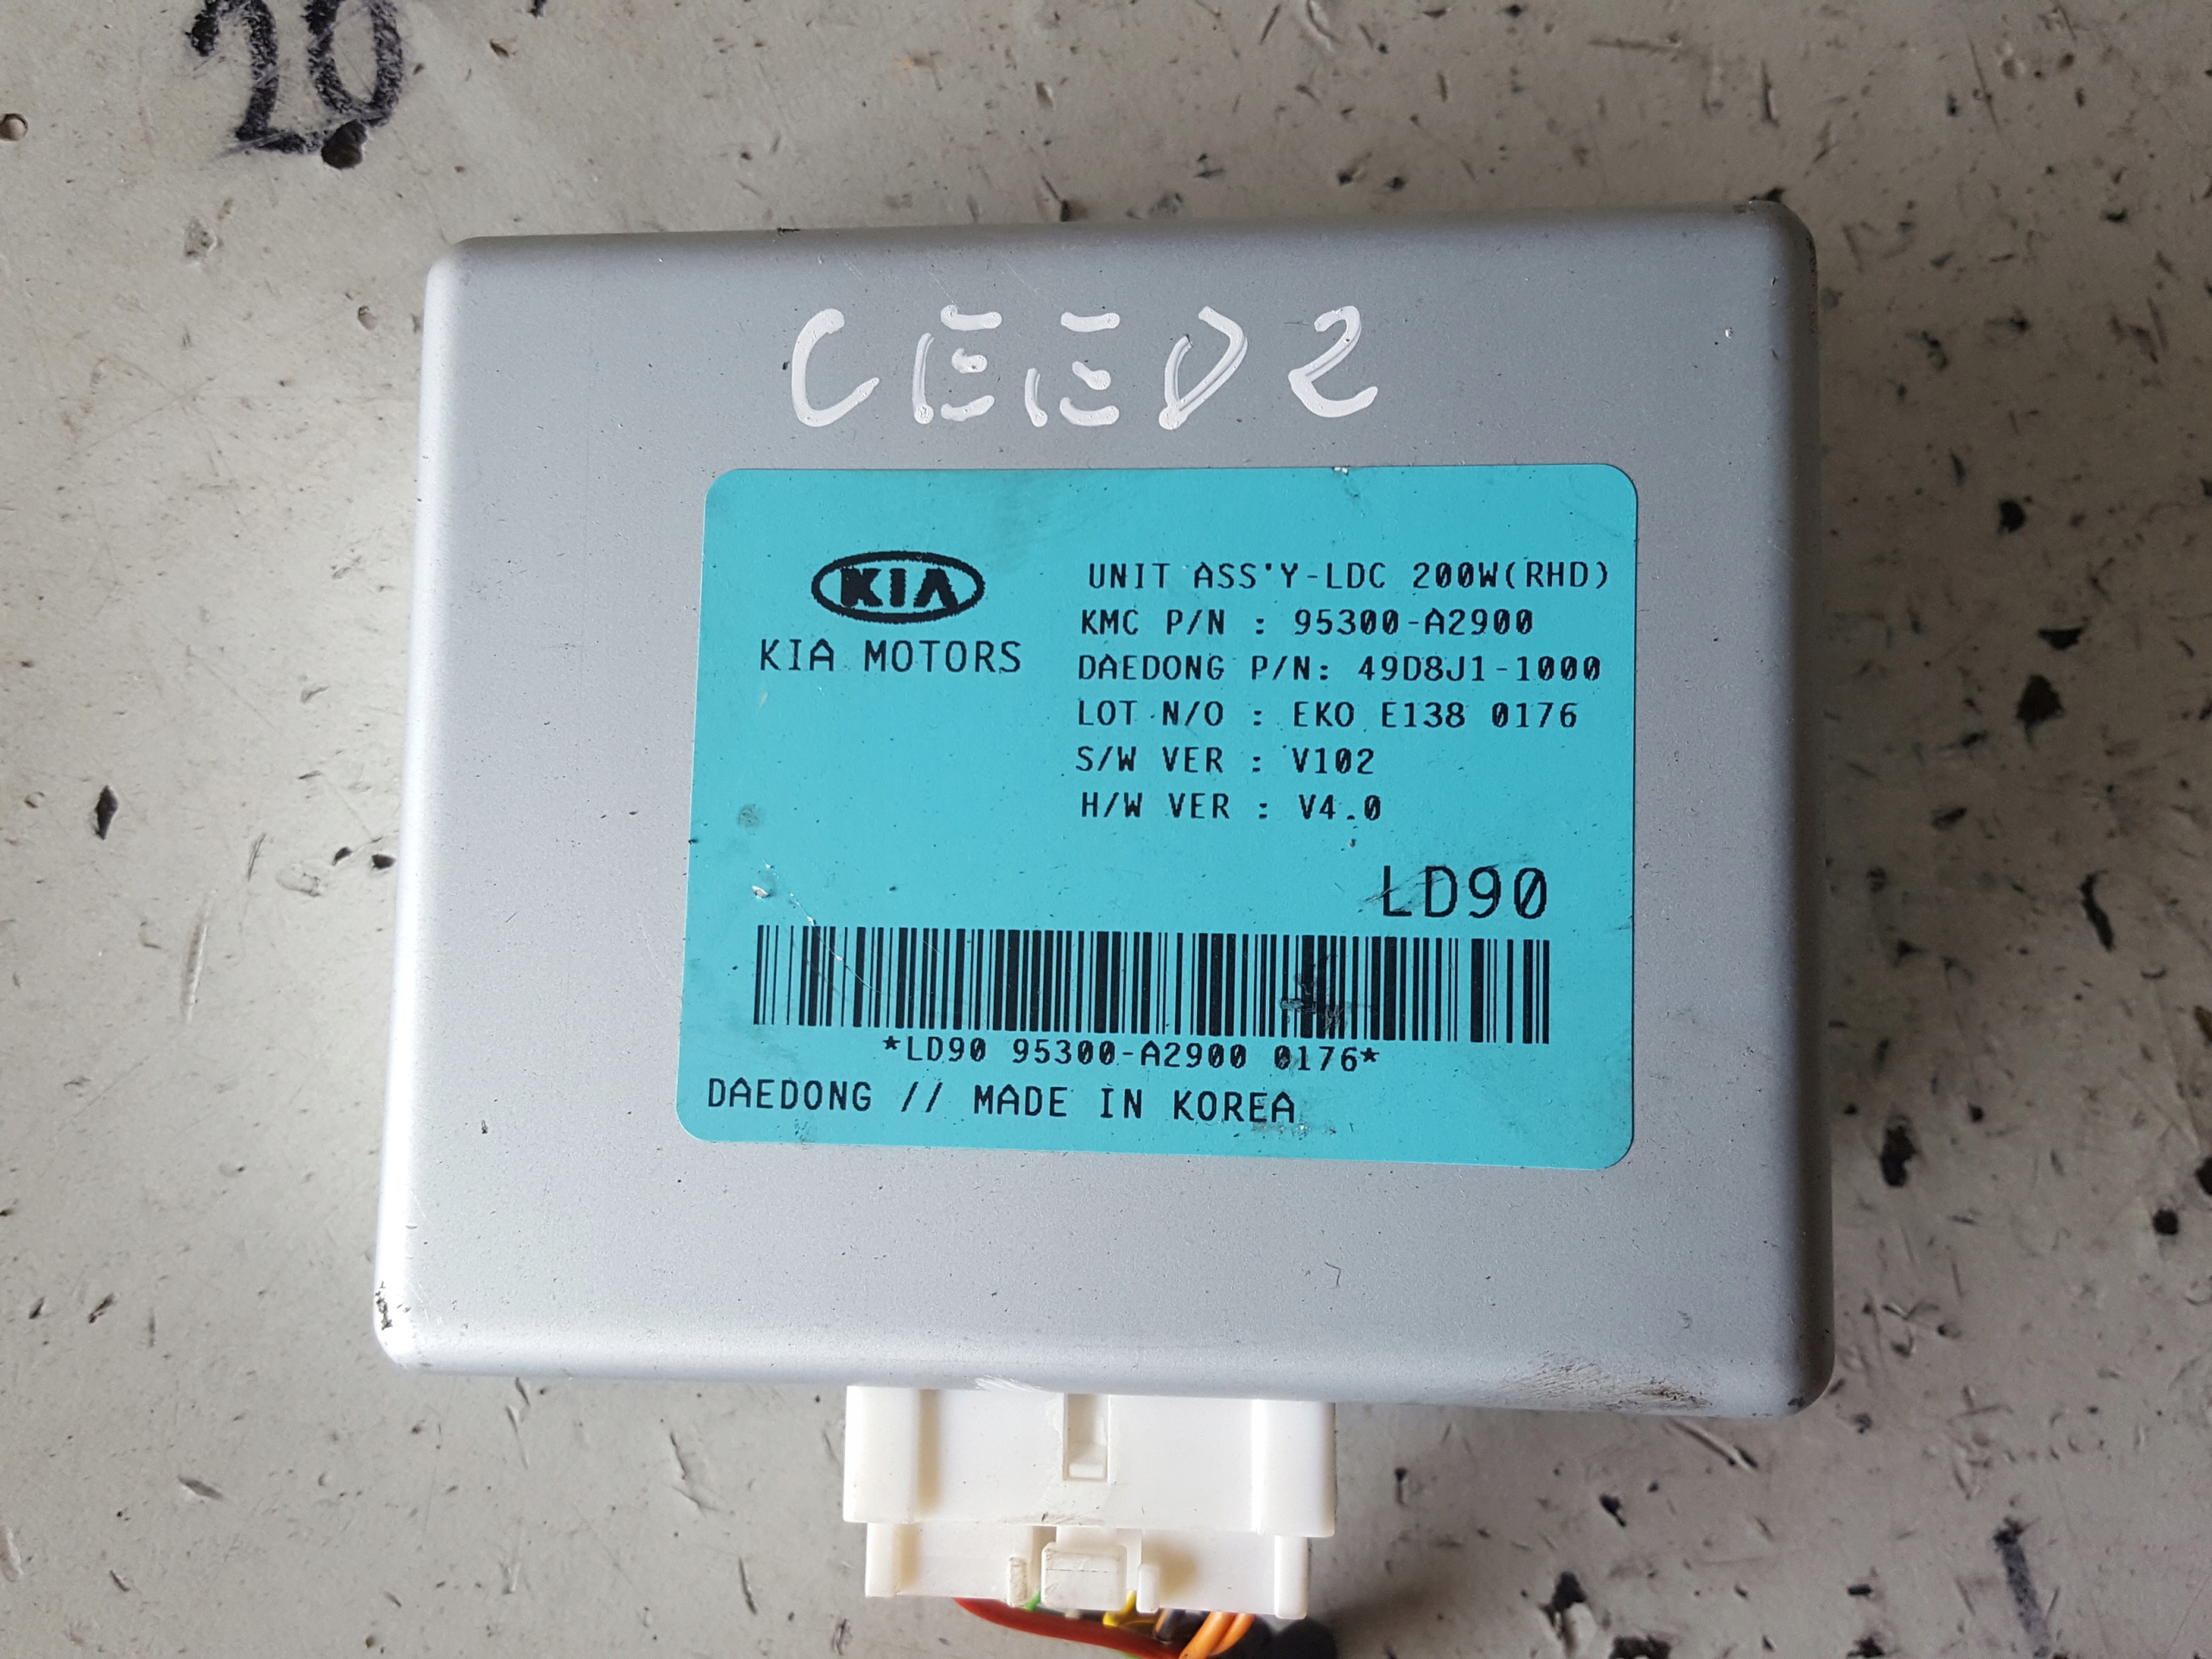 20
CEED2
KIA
KIA MOTORS
UNIT ASS'Y-LDC 200W(RHD)
KMC P/N : 95300-A2900
DAEDONG P/N: 49D8J1-1000
LOT N/O : EKO E138 0176
S/W VER : V102
H/W VER : V4.0
LD90
*LD90 95300-A2900 0176*
DAEDONG // MADE IN KOREA